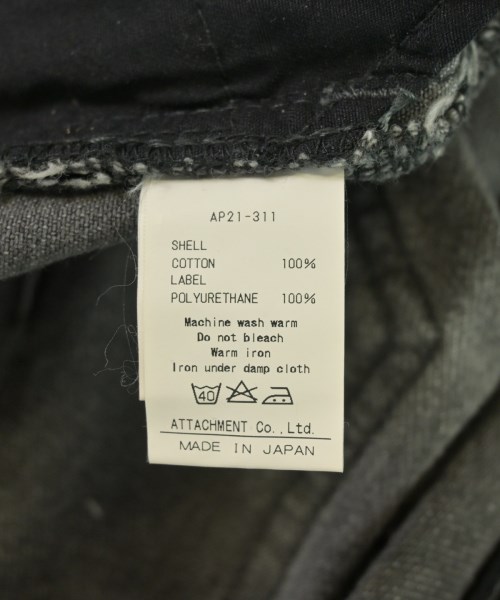 AP21-311
SHELL
COTTON 100%
LABEL
POLYURETHANE 100%
Machine wash warm
Do not bleach
Warm iron
Iron under damp cloth
40
ATTACHMENT Co.,Ltd.
MADE IN JAPAN